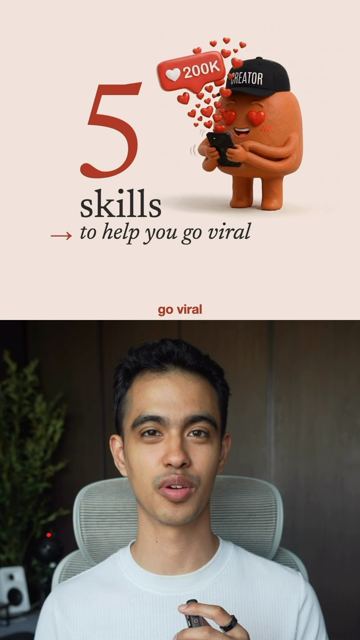 200K
CREATOR
5
skills
→ to help you go viral
go viral